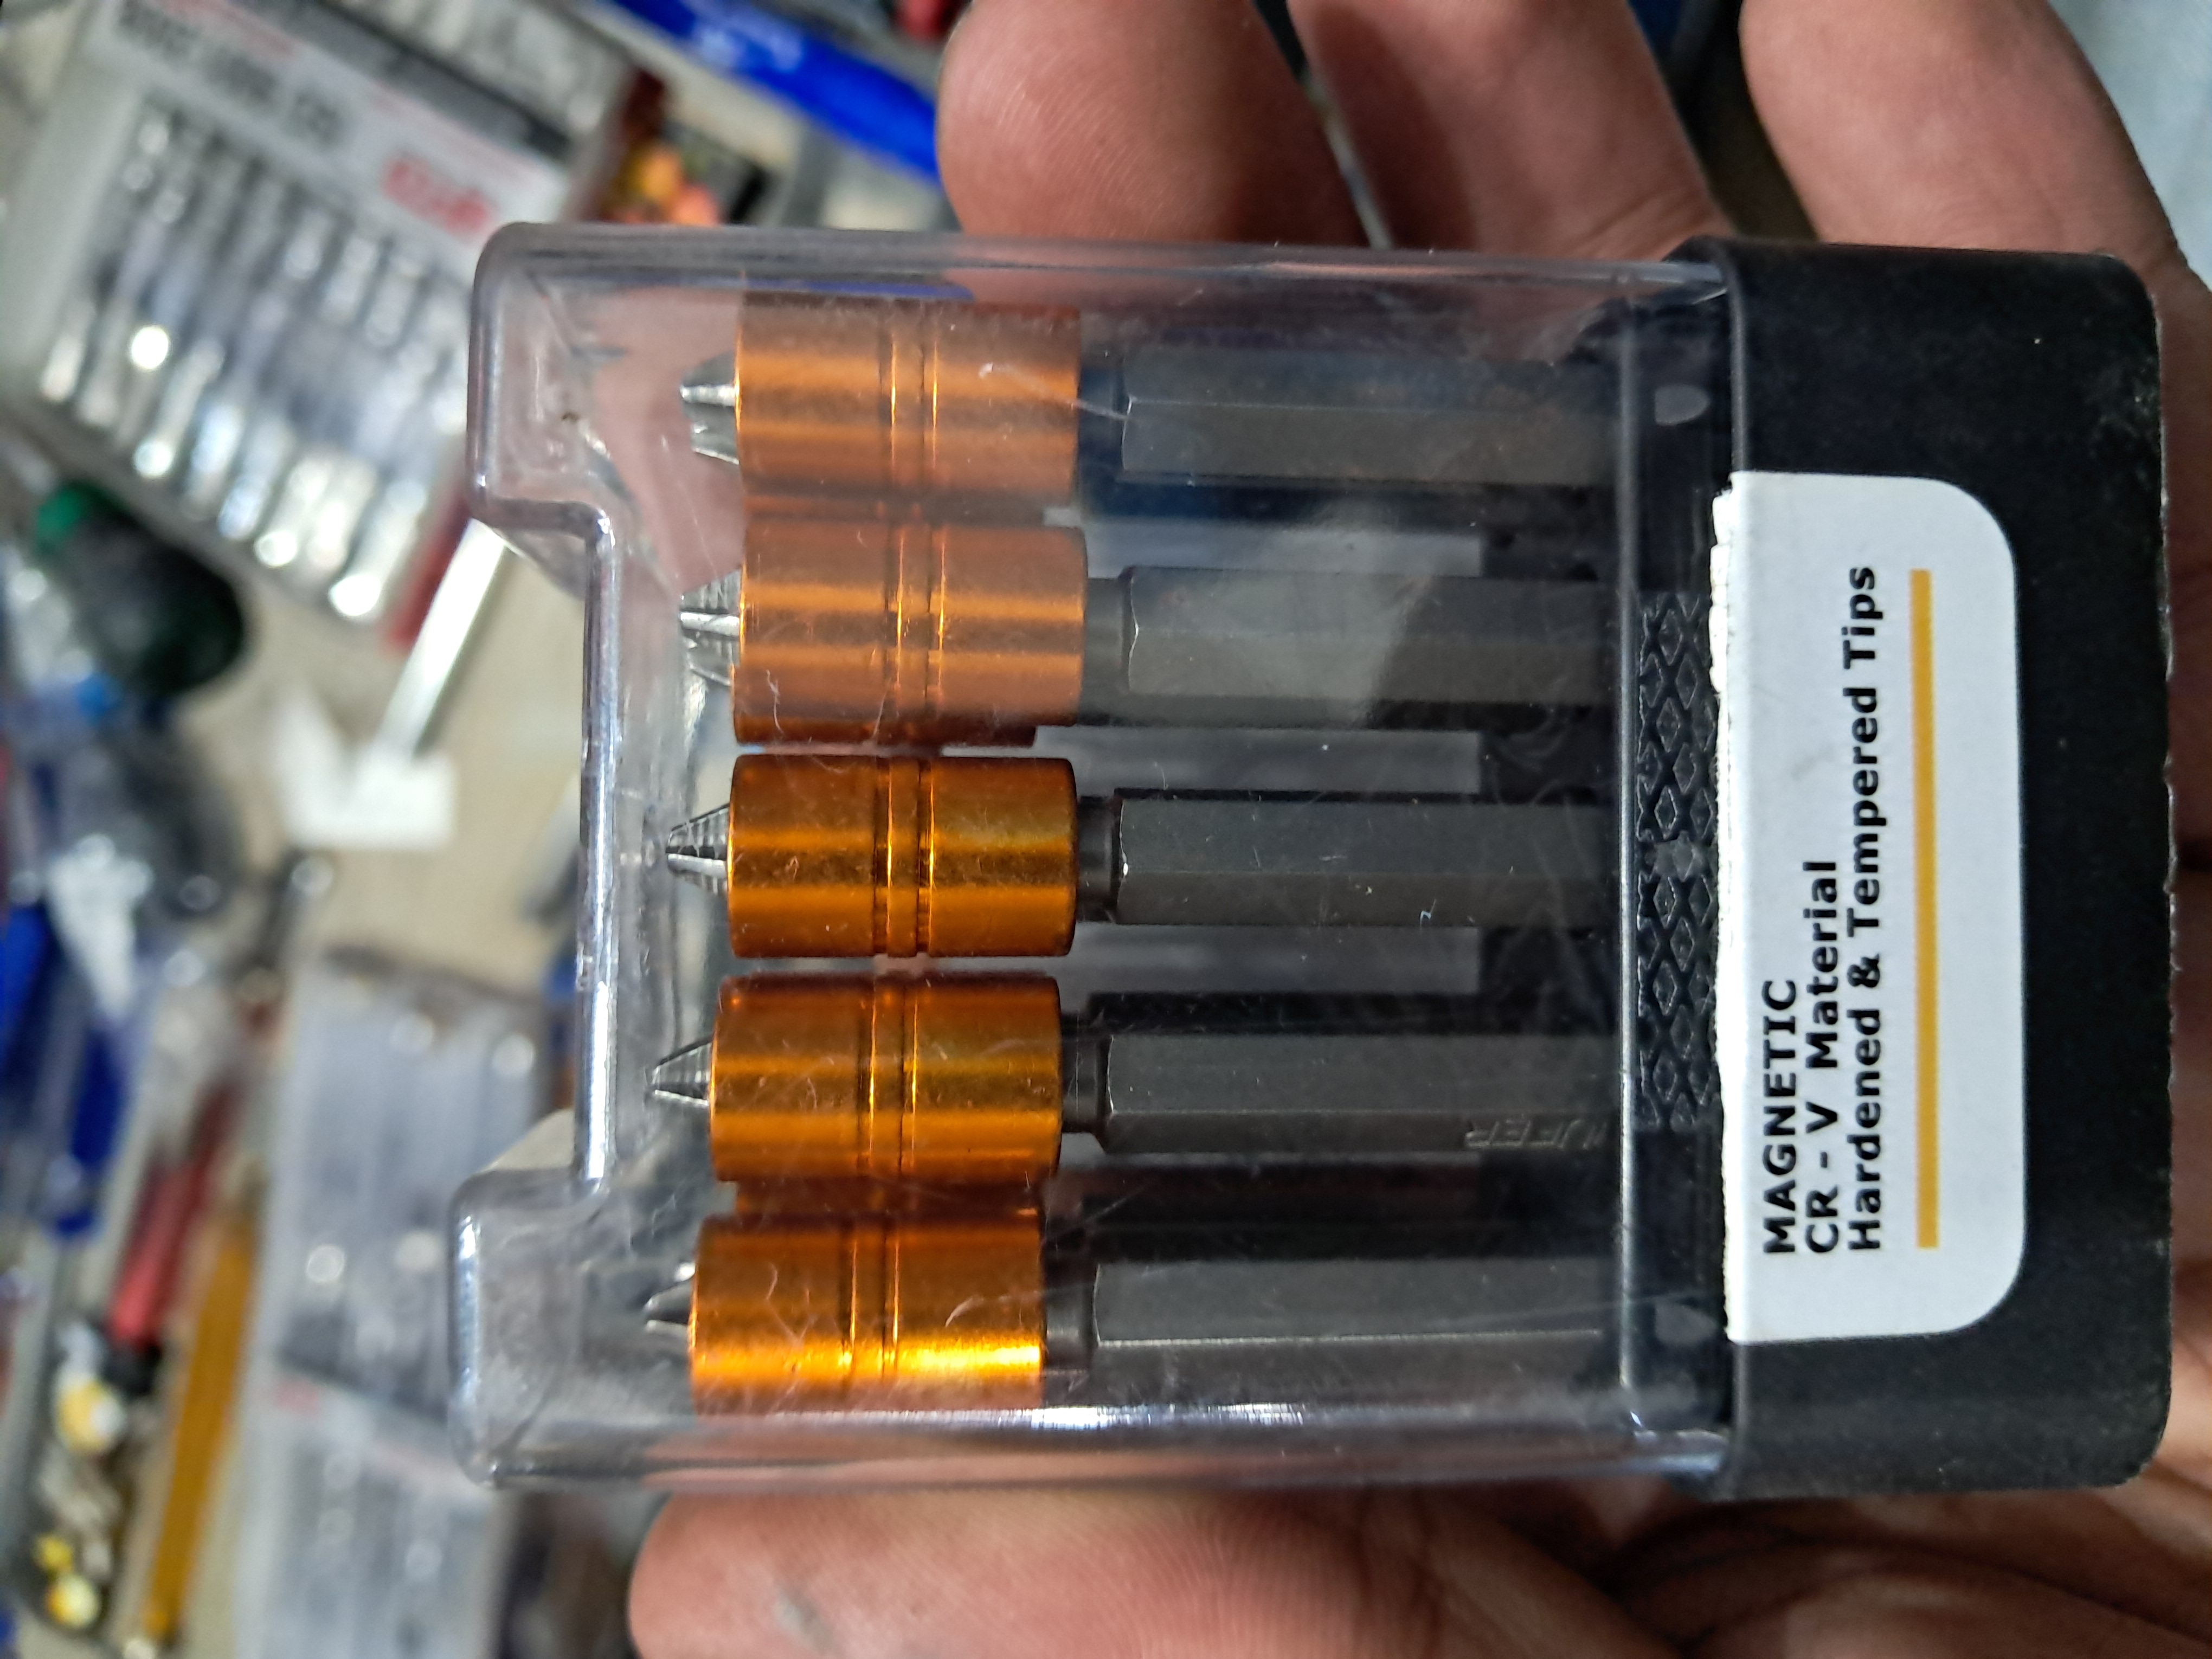 MAGNETIC
CR - V Material
Hardened & Tempered Tips